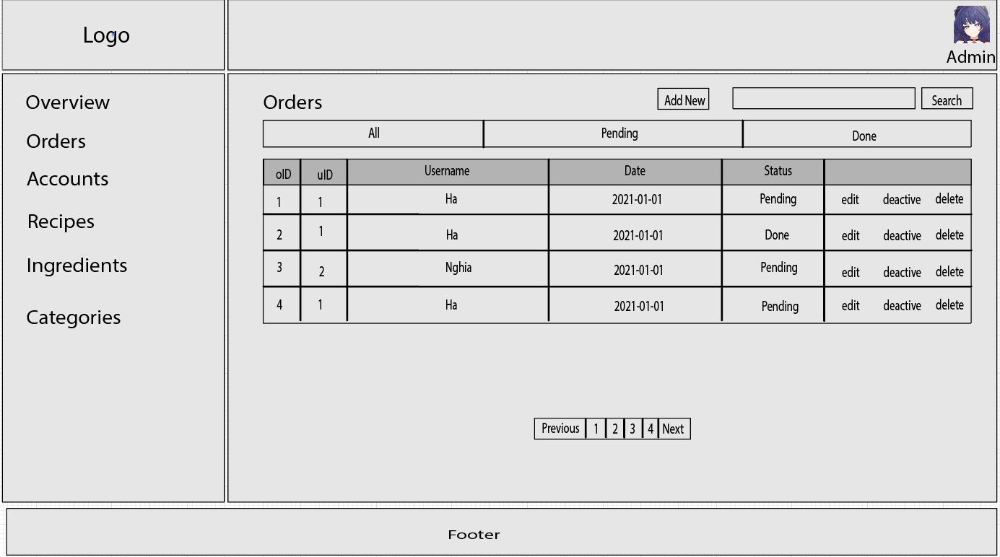 Logo
Admin
Overview
Orders
Accounts
Recipes
Ingredients
Categories
Orders Add New Search
All Pending Done
oID uID Username Date Status
1 1 Ha 2021-01-01 Pending edit deactive delete
2 1 Ha 2021-01-01 Done edit deactive delete
3 2 Nghia 2021-01-01 Pending edit deactive delete
4 1 Ha 2021-01-01 Pending edit deactive delete
Previous 1 2 3 4 Next
Footer